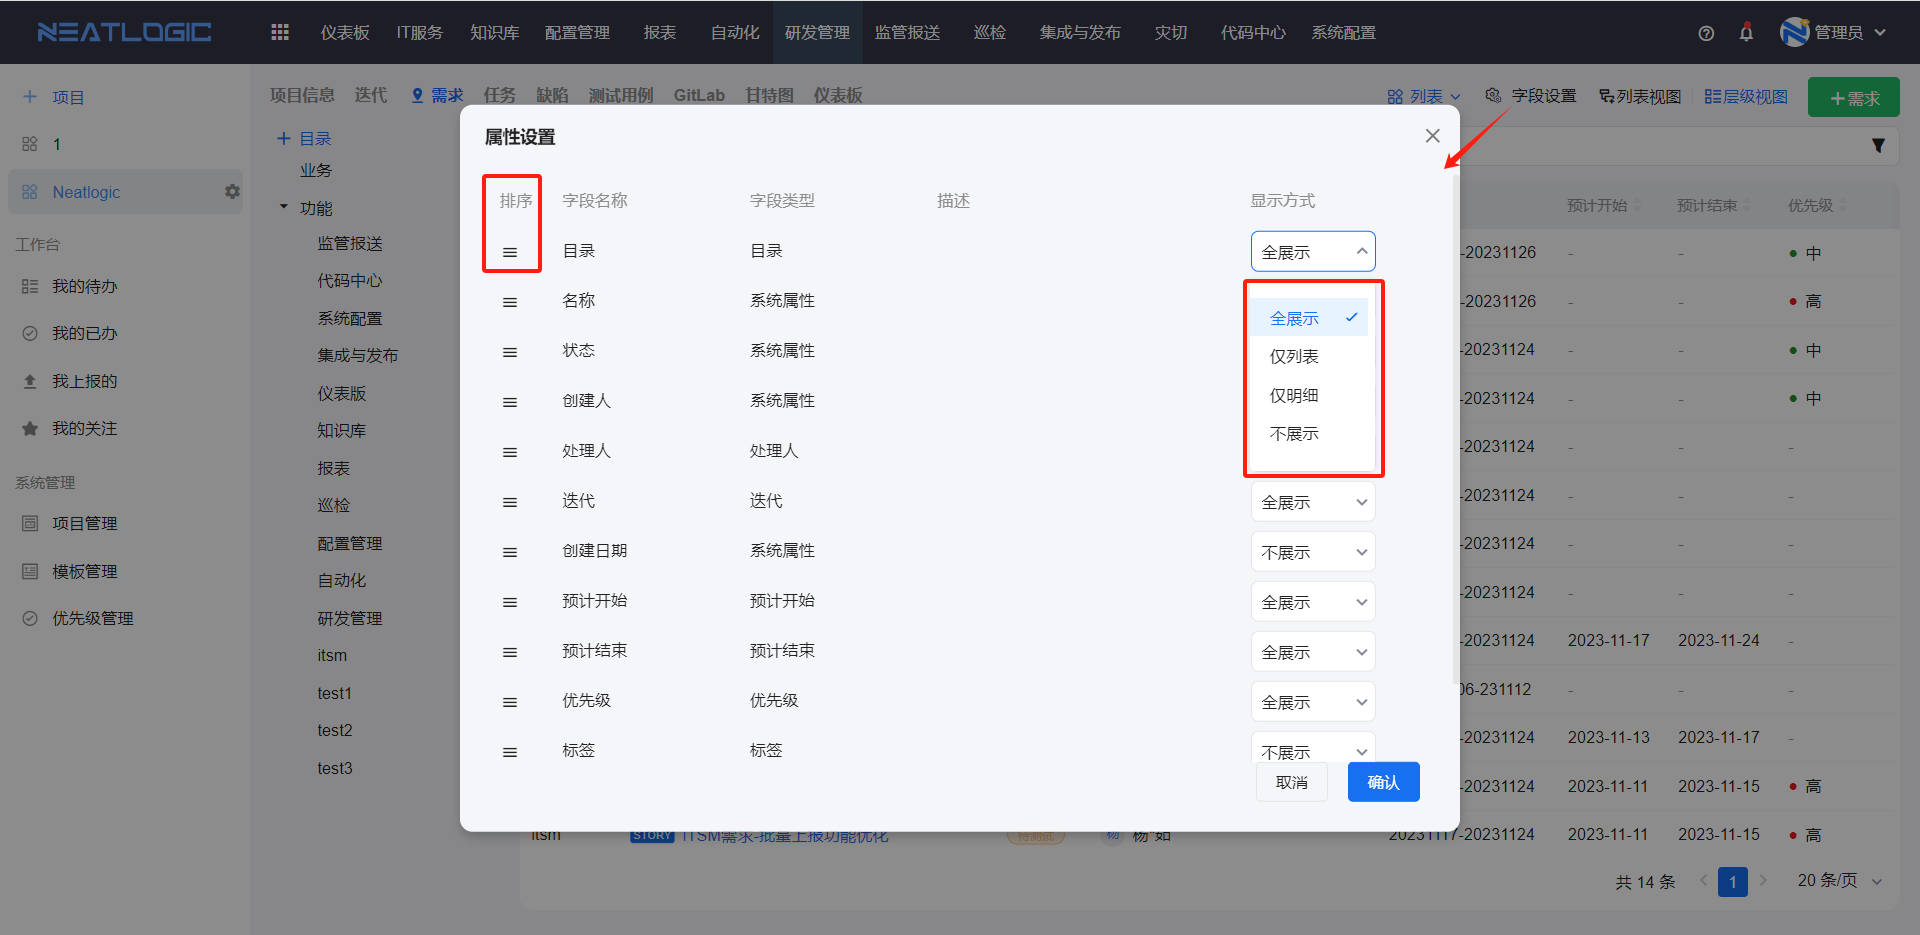 NEATLOGIC 仪表板 IT服务 知识库 配置管理 报表 自动化 研发管理 监管报送 巡检 集成与发布 灾切 代码中心 系统配置 管理员
项目
1
Neatlogic
工作台
我的待办
我的已办
我上报的
我的关注
系统管理
项目管理
模板管理
优先级管理
项目信息 迭代 需求 任务 缺陷 测试用例 GitLab 甘特图 仪表板
列表 字段设置 列表视图 层级视图 +需求
目录
业务
功能
监管报送
代码中心
系统配置
集成与发布
仪表版
知识库
报表
巡检
配置管理
自动化
研发管理
itsm
test1
test2
test3
属性设置
排序 字段名称 字段类型 描述 显示方式
目录 目录 全展示
名称 系统属性
状态 系统属性
创建人 系统属性
处理人 处理人
全展示
仅列表
仅明细
不展示
迭代 迭代 全展示
创建日期 系统属性 不展示
预计开始 预计开始 全展示
预计结束 预计结束 全展示
优先级 优先级 全展示
标签 标签 不展示
取消 确认
预计开始 预计结束 优先级
-20231126 - - 中
-20231126 - - 高
-20231124 - - 中
-20231124 - - 中
-20231124 - - -
-20231124 - - -
-20231124 - - -
-20231124 - - -
-20231124 2023-11-17 2023-11-24 -
06-231112 - - -
-20231124 2023-11-13 2023-11-17 -
-20231124 2023-11-11 2023-11-15 高
itsm STORY ITSM需求-批量上报功能优化 待测试 杨 杨*如 20231117-20231124 2023-11-11 2023-11-15 高
共 14 条 1 20 条/页